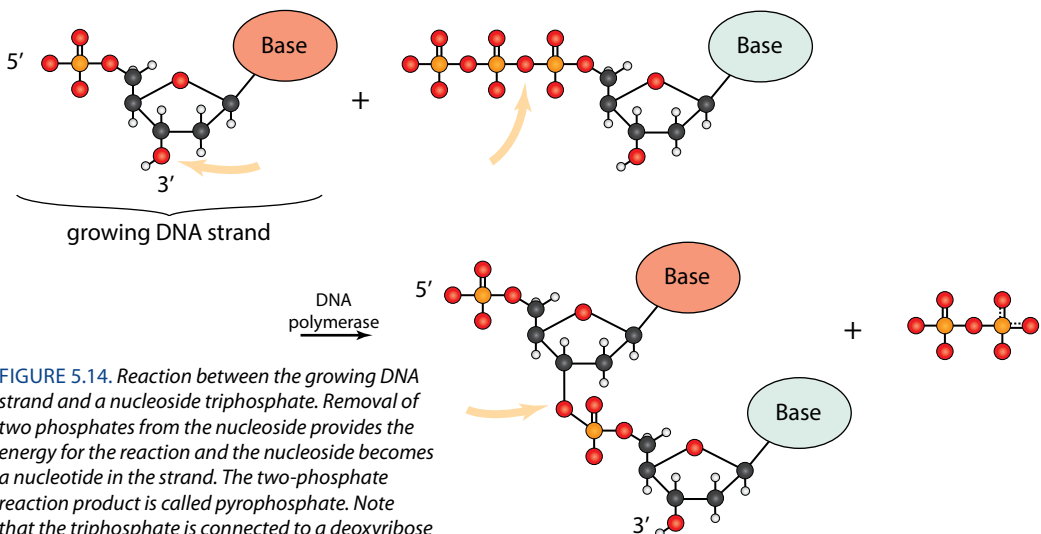 Base
Base
5′
+
3′
growing DNA strand
Base
5′
DNA
polymerase
+
FIGURE 5.14. Reaction between the growing DNA
strand and a nucleoside triphosphate. Removal of
two phosphates from the nucleoside provides the
energy for the reaction and the nucleoside becomes
a nucleotide in the strand. The two-phosphate
reaction product is called pyrophosphate. Note
that the triphosphate is connected to a deoxyribose
Base
3′